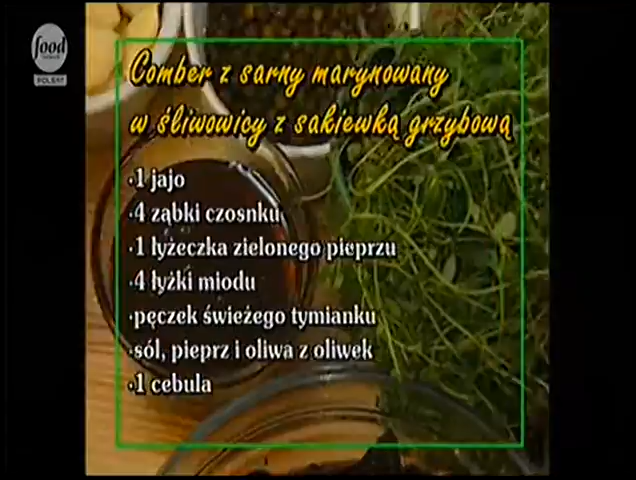 food
Comber z sarny marynowany
w śliwowicy z sakiewką grzybową
·1 jajo
·4 ząbki czosnku
·1 łyżeczka zielonego pieprzu
·4 łyżki miodu
·pęczek świeżego tymianku
·sól, pieprz i oliwa z oliwek
·1 cebula